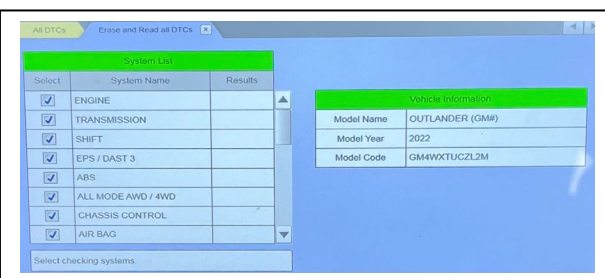 All DTCs Erase and Read all DTCs
System List
Select System Name Results
ENGINE
TRANSMISSION
SHIFT
EPS / DAST 3
ABS
ALL MODE AWD / 4WD
CHASSIS CONTROL
AIR BAG
Select checking systems.
Vehicle Information
Model Name OUTLANDER (GM#)
Model Year 2022
Model Code GM4WXTUCZL2M